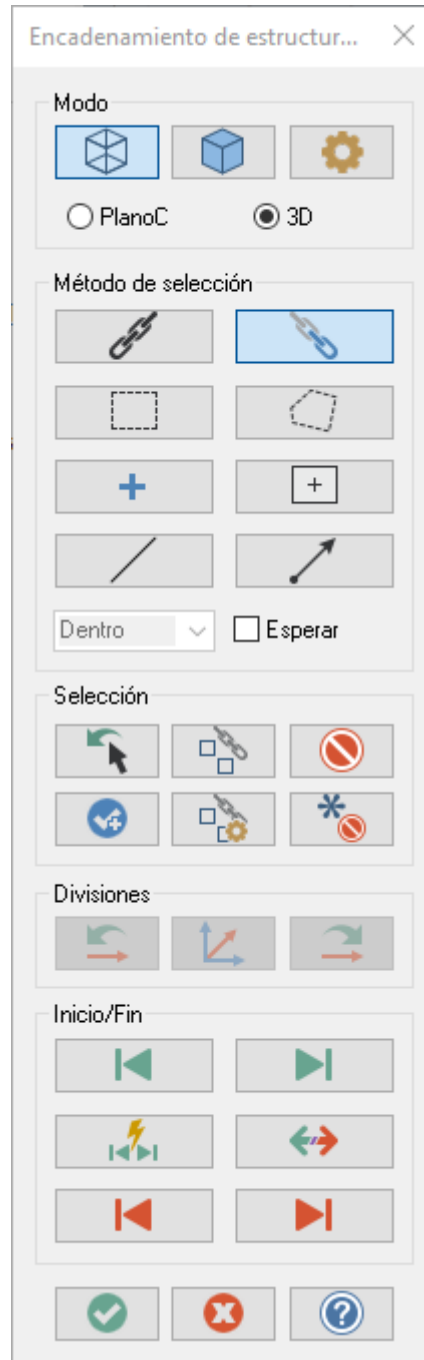 Encadenamiento de estructur...
Modo
PlanoC
3D
Método de selección
Dentro
Esperar
Selección
Divisiones
Inicio/Fin